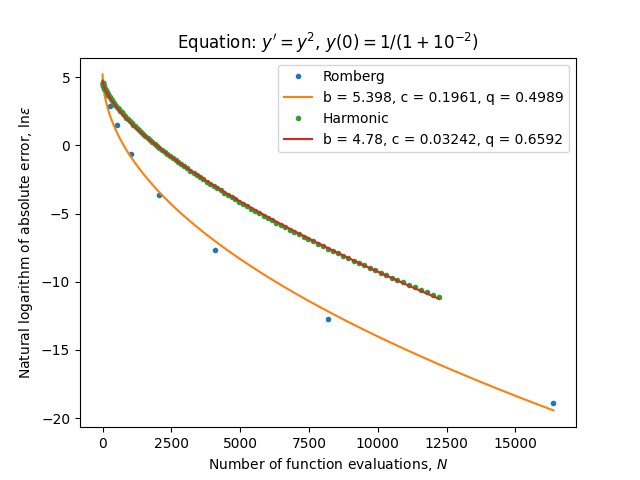 Equation: y′ = y², y(0) = 1/(1 + 10⁻²)
Romberg
b = 5.398, c = 0.1961, q = 0.4989
Harmonic
b = 4.78, c = 0.03242, q = 0.6592
Natural logarithm of absolute error, lnε
5
0
−5
−10
−15
−20
0 2500 5000 7500 10000 12500 15000
Number of function evaluations, N